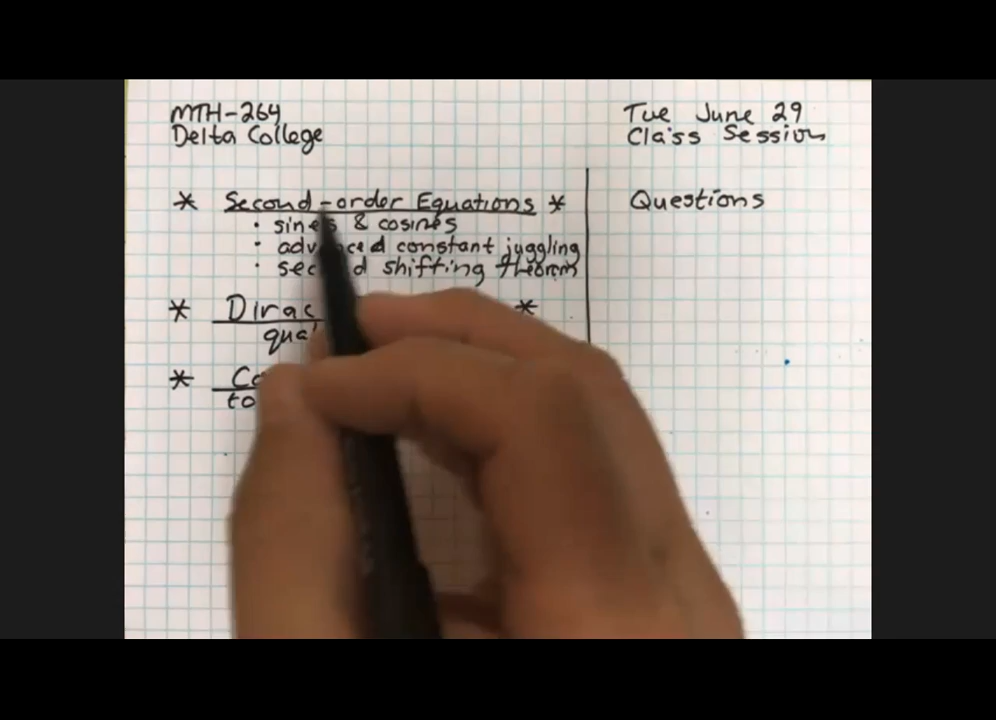 MTH-264
Delta College
Tue June 29
Class Session
* Second-order Equations *
• sines & cosines
• advanced constant juggling
• second shifting theorem
* Dirac *
*
Questions